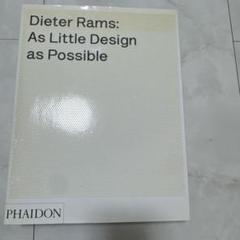 Dieter Rams:
As Little Design
as Possible
PHAIDON